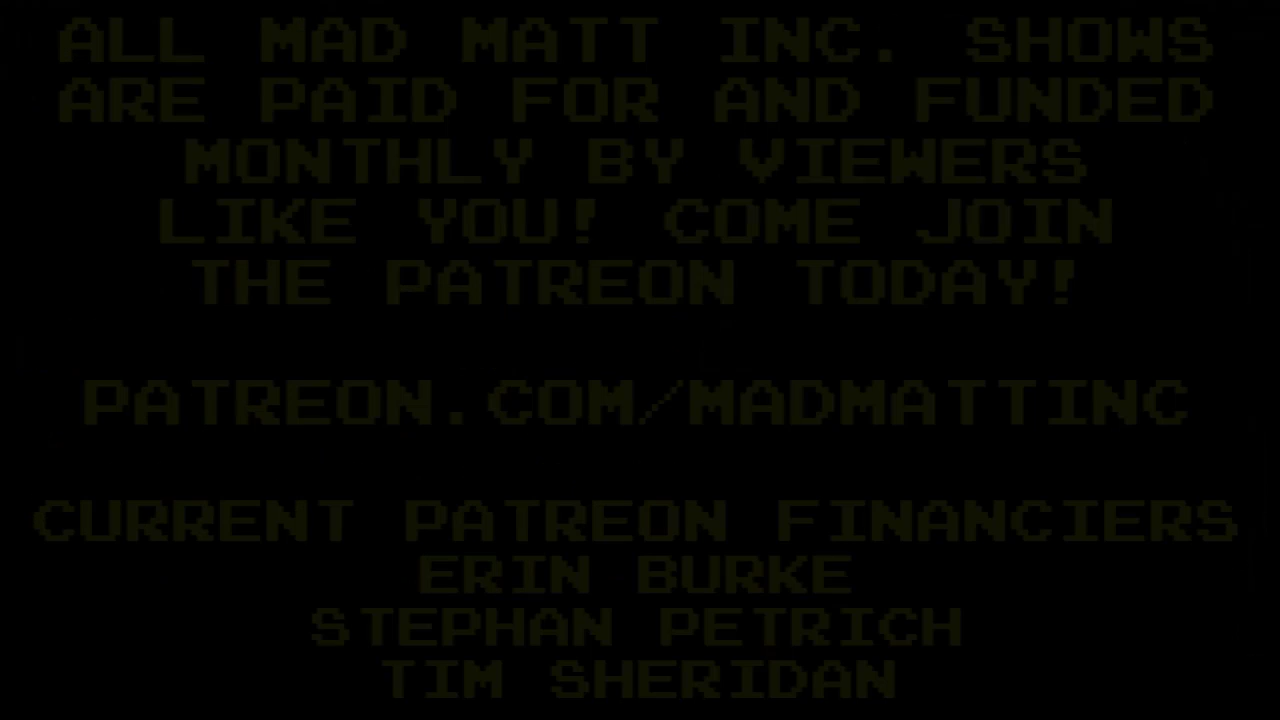 ALL MAD MATT INC. SHOWS
ARE PAID FOR AND FUNDED
MONTHLY BY VIEWERS
LIKE YOU! COME JOIN
THE PATREON TODAY!
PATREON.COM/MADMATTINC
CURRENT PATREON FINANCIERS
ERIN BURKE
STEPHAN PETRICH
TIM SHERIDAN